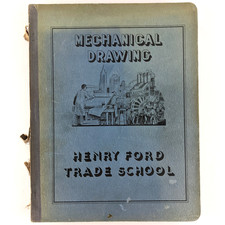 MECHANICAL
DRAWING
HENRY FORD
TRADE SCHOOL